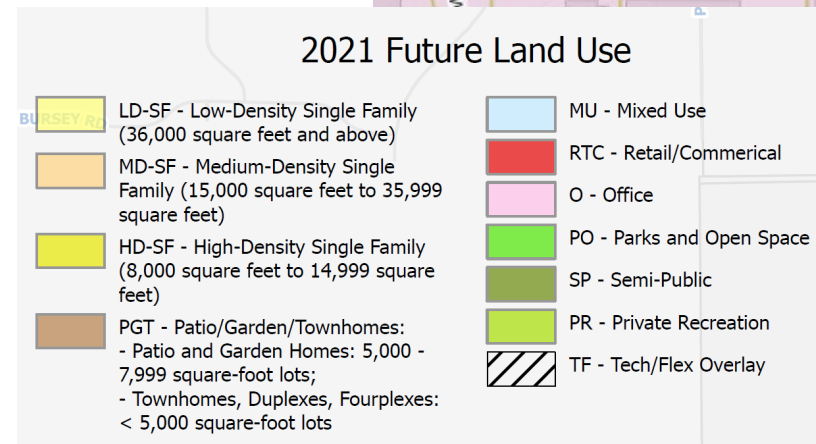 2021 Future Land Use
BURSEY RD
LD-SF - Low-Density Single Family
(36,000 square feet and above)
MD-SF - Medium-Density Single
Family (15,000 square feet to 35,999
square feet)
HD-SF - High-Density Single Family
(8,000 square feet to 14,999 square
feet)
PGT - Patio/Garden/Townhomes:
- Patio and Garden Homes: 5,000 -
7,999 square-foot lots;
- Townhomes, Duplexes, Fourplexes:
< 5,000 square-foot lots
MU - Mixed Use
RTC - Retail/Commerical
O - Office
PO - Parks and Open Space
SP - Semi-Public
PR - Private Recreation
TF - Tech/Flex Overlay